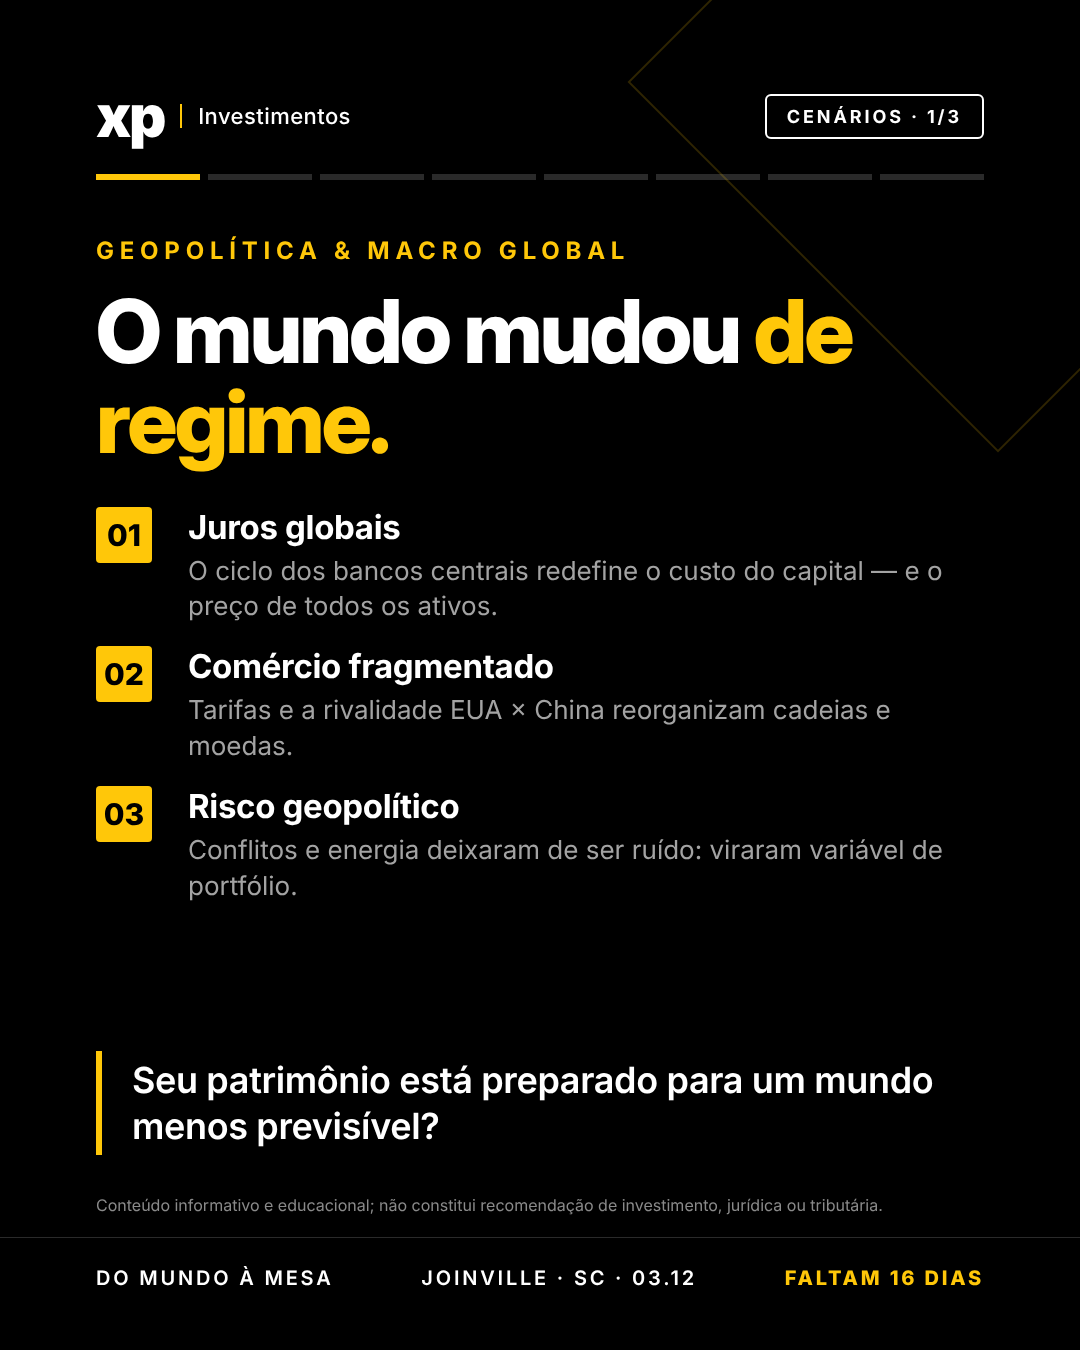 xp | Investimentos
CENÁRIOS · 1/3
GEOPOLÍTICA & MACRO GLOBAL
O mundo mudou de
regime.
01
Juros globais
O ciclo dos bancos centrais redefine o custo do capital — e o
preço de todos os ativos.
02
Comércio fragmentado
Tarifas e a rivalidade EUA × China reorganizam cadeias e
moedas.
03
Risco geopolítico
Conflitos e energia deixaram de ser ruído: viraram variável de
portfólio.
Seu patrimônio está preparado para um mundo
menos previsível?
Conteúdo informativo e educacional; não constitui recomendação de investimento, jurídica ou tributária.
DO MUNDO À MESA
JOINVILLE · SC · 03.12
FALTAM 16 DIAS